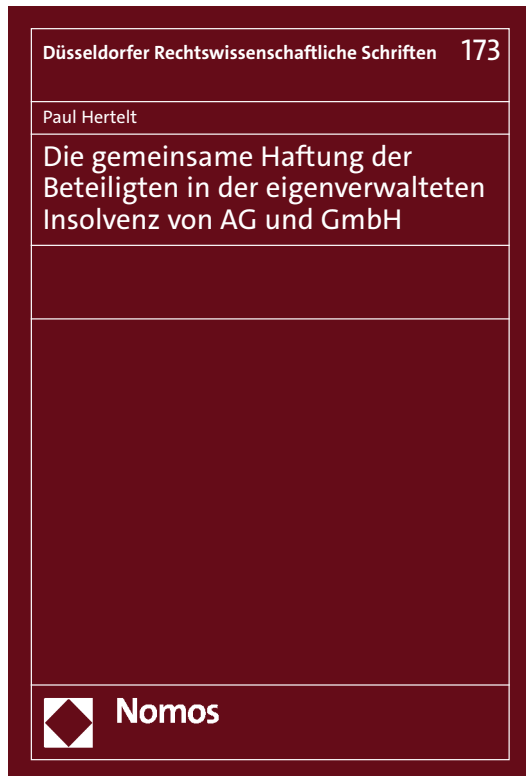 Düsseldorfer Rechtswissenschaftliche Schriften 173
Paul Hertelt
Die gemeinsame Haftung der
Beteiligten in der eigenverwalteten
Insolvenz von AG und GmbH
Nomos